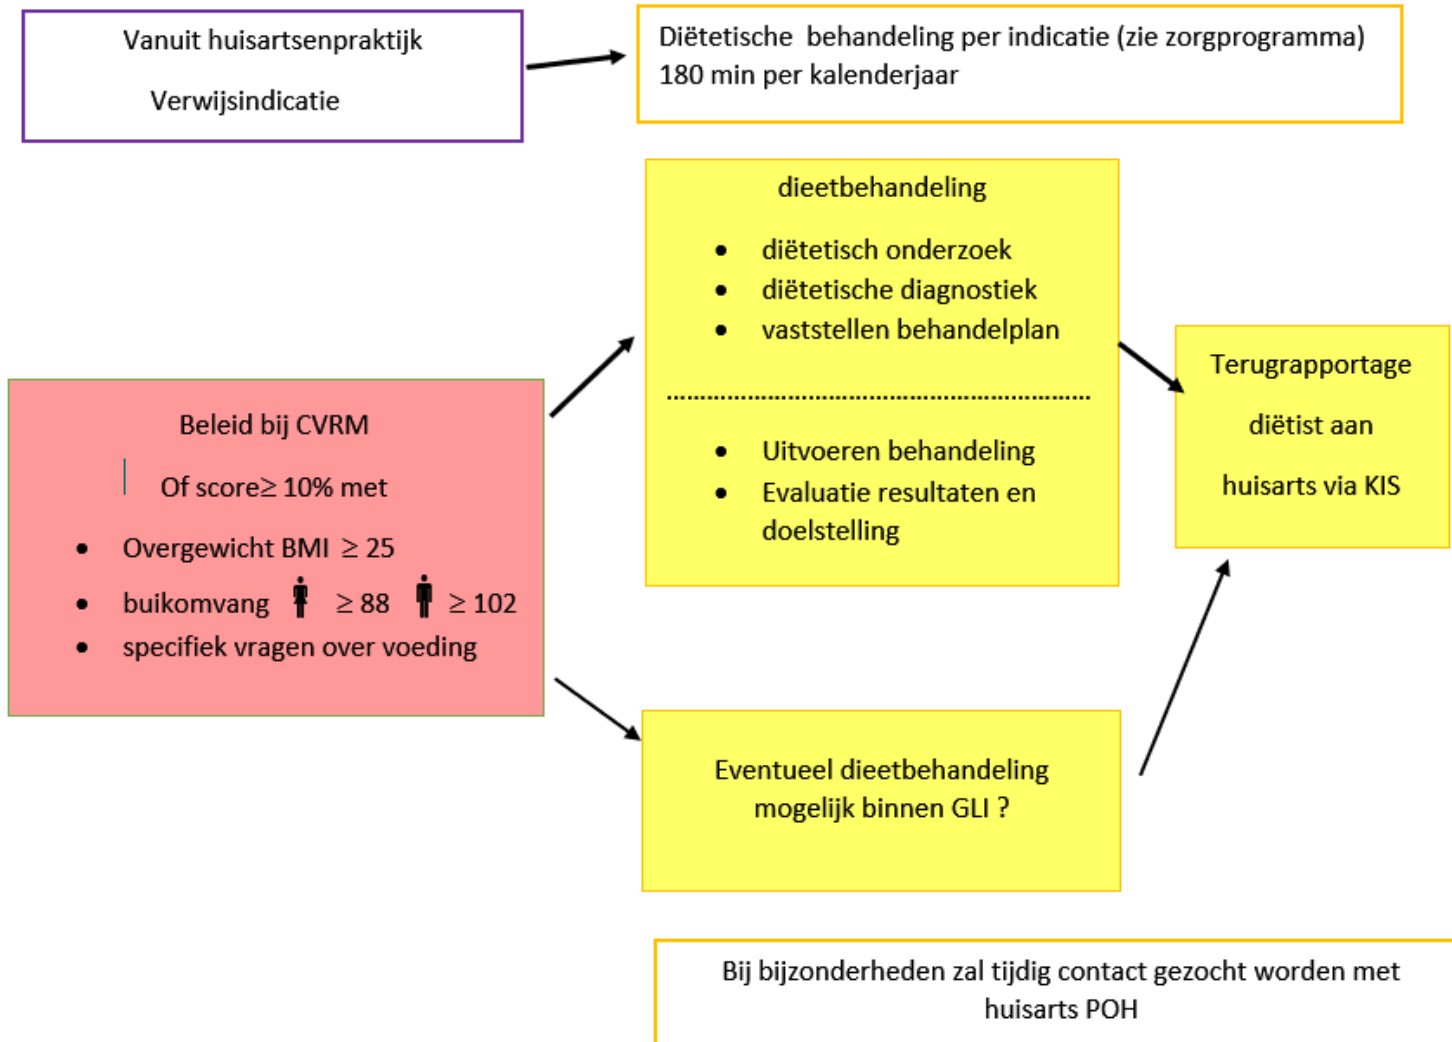 Vanuit huisartsenpraktijk
Verwijsindicatie
Diëtetische behandeling per indicatie (zie zorgprogramma)
180 min per kalenderjaar
dieetbehandeling
• diëtetisch onderzoek
• diëtetische diagnostiek
• vaststellen behandelplan
……………………………………………………
• Uitvoeren behandeling
• Evaluatie resultaten en
doelstelling
Beleid bij CVRM
Of score≥ 10% met
• Overgewicht BMI ≥ 25
• buikomvang ≥ 88 ≥ 102
• specifiek vragen over voeding
Terugrapportage
diëtist aan
huisarts via KIS
Eventueel dieetbehandeling
mogelijk binnen GLI ?
Bij bijzonderheden zal tijdig contact gezocht worden met
huisarts POH